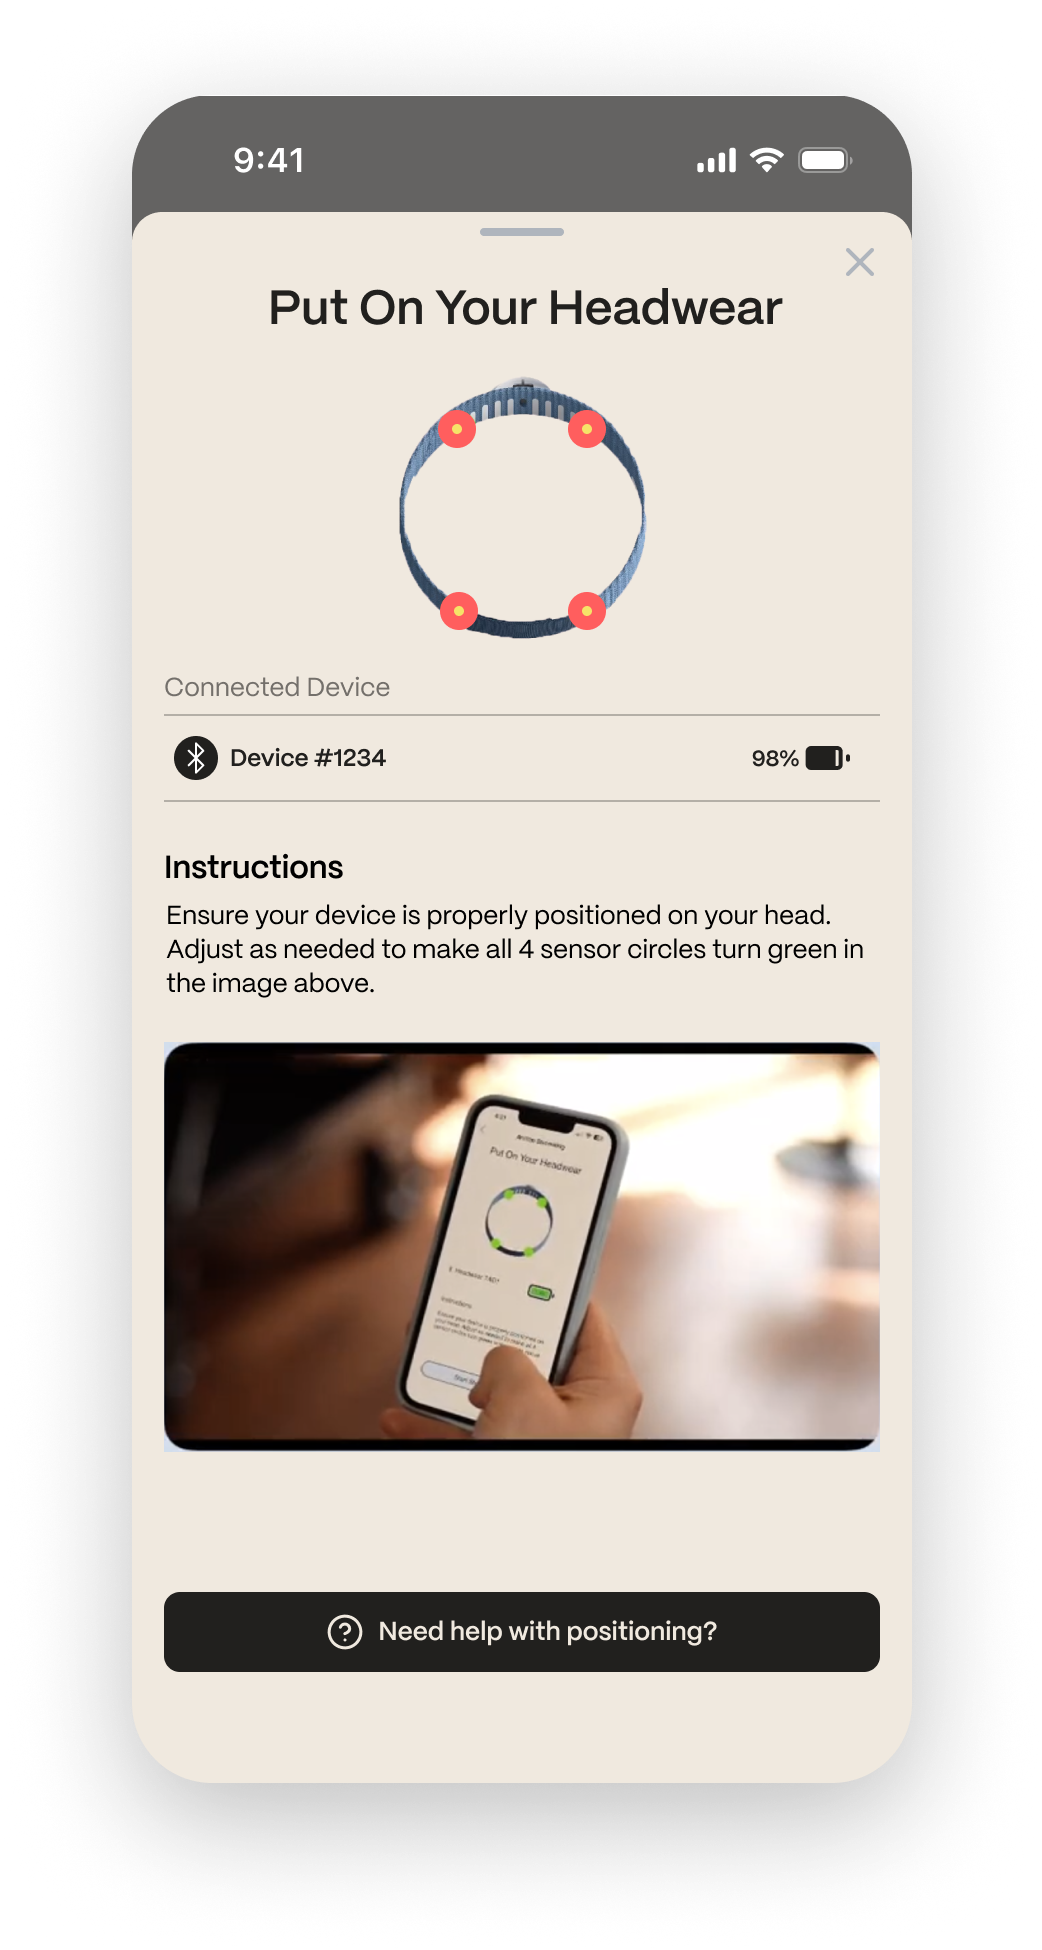 9:41
Put On Your Headwear
Connected Device
Device #1234
98%
Instructions
Ensure your device is properly positioned on your head.
Adjust as needed to make all 4 sensor circles turn green in
the image above.
Put On Your Headwear
Instructions
Need help with positioning?